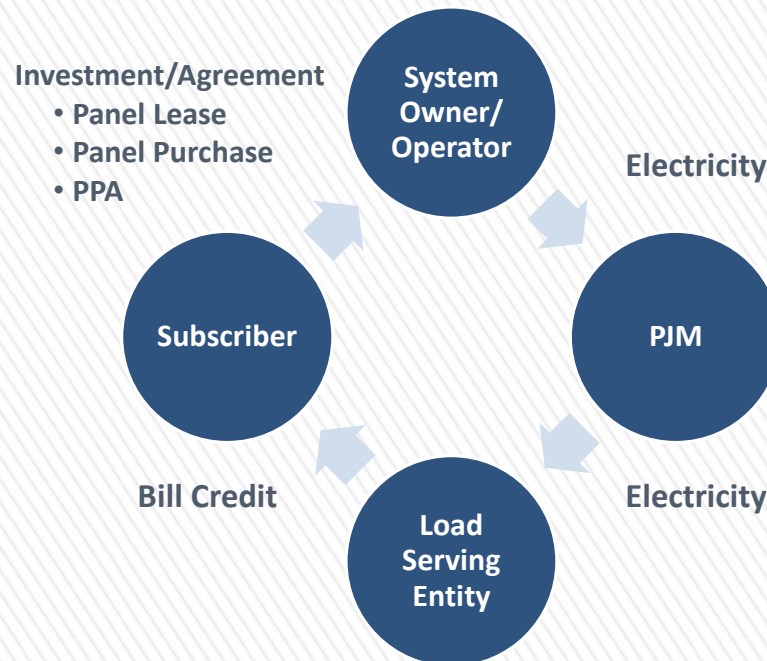 Investment/Agreement
• Panel Lease
• Panel Purchase
• PPA
System
Owner/
Operator
Electricity
Subscriber
PJM
Bill Credit
Electricity
Load
Serving
Entity